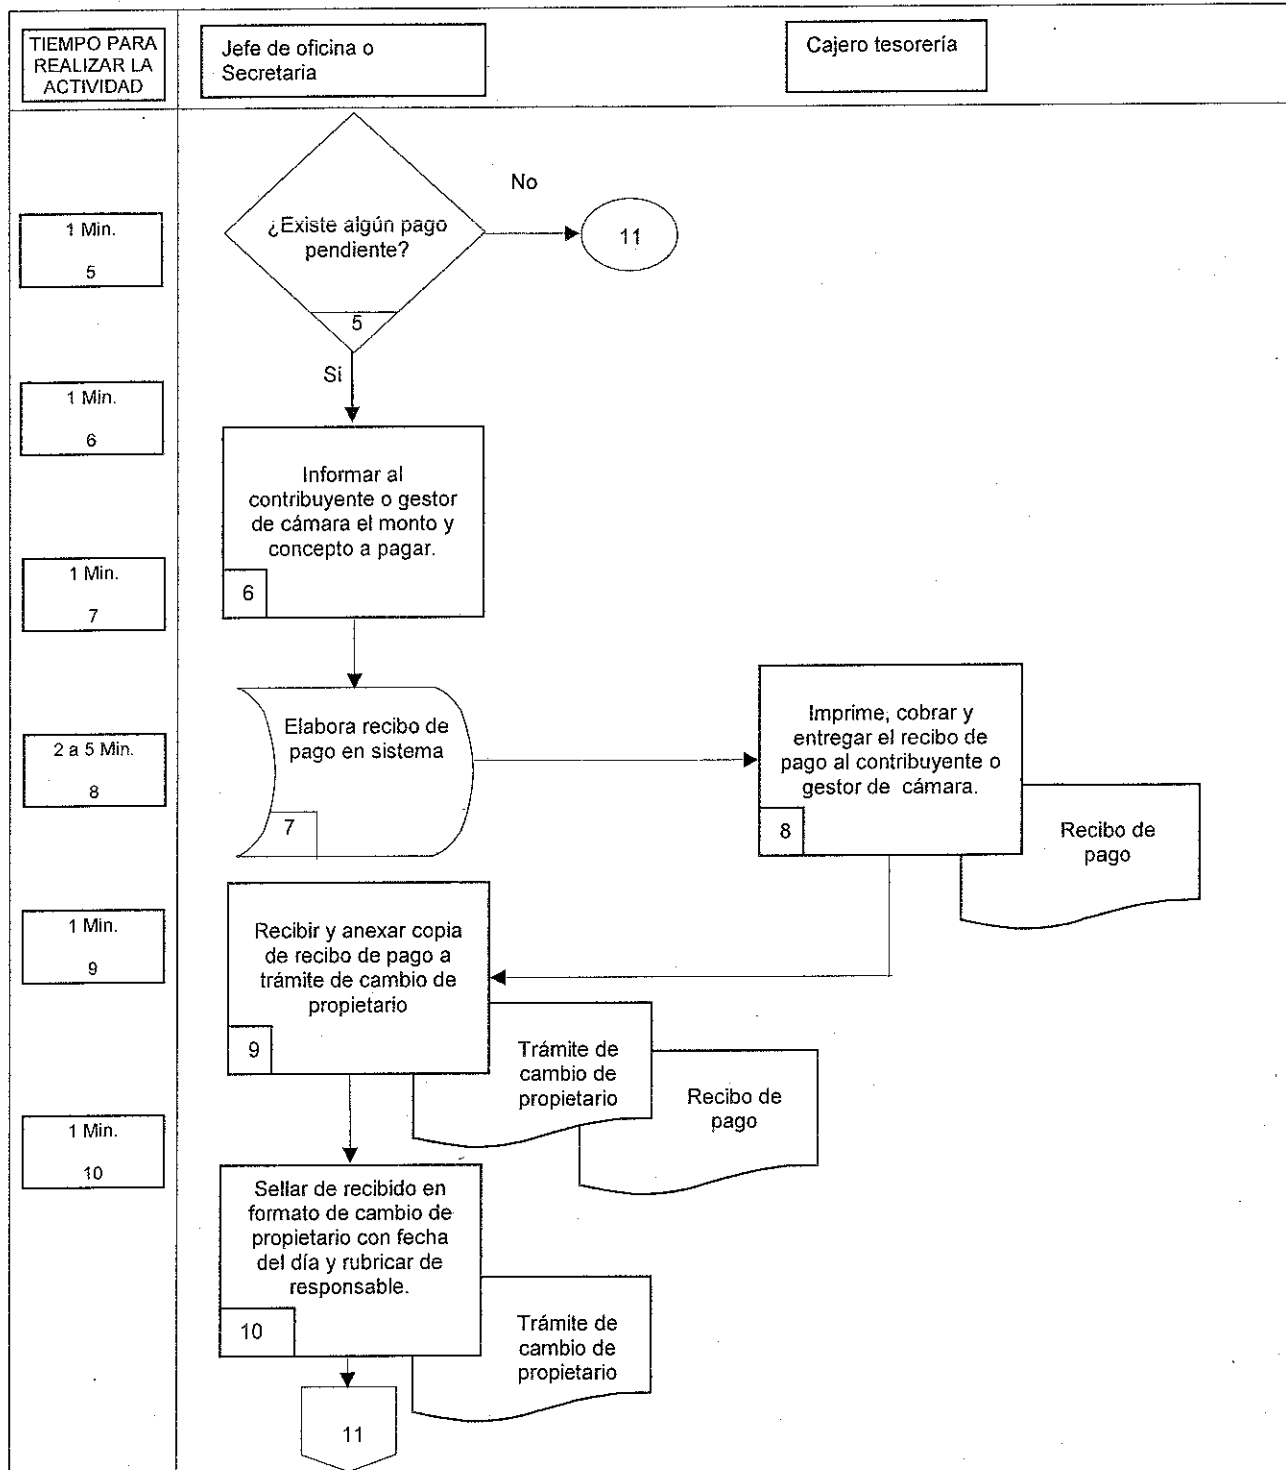 TIEMPO PARA
REALIZAR LA
ACTIVIDAD
Jefe de oficina o
Secretaria
Cajero tesorería
1 Min.
5
¿Existe algún pago
pendiente?
5
No
11
Si
1 Min.
6
Informar al
contribuyente o gestor
de cámara el monto y
concepto a pagar.
6
1 Min.
7
Elabora recibo de
pago en sistema
7
2 a 5 Min.
8
Imprime, cobrar y
entregar el recibo de
pago al contribuyente o
gestor de cámara.
8
Recibo de
pago
1 Min.
9
Recibir y anexar copia
de recibo de pago a
trámite de cambio de
propietario
9
Trámite de
cambio de
propietario
Recibo de
pago
1 Min.
10
Sellar de recibido en
formato de cambio de
propietario con fecha
del día y rubricar de
responsable.
10
Trámite de
cambio de
propietario
11